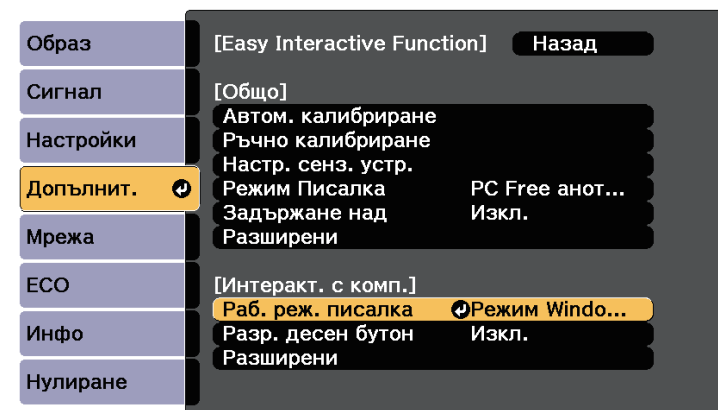 Образ
Сигнал
Настройки
Допълнит.
Мрежа
ECO
Инфо
Нулиране
[Easy Interactive Function] Назад
[Общо]
Автом. калибриране
Ръчно калибриране
Настр. сенз. устр.
Режим Писалка PC Free анот...
Задържане над Изкл.
Разширени
[Интеракт. с комп.]
Раб. реж. писалка Режим Windo...
Разр. десен бутон Изкл.
Разширени